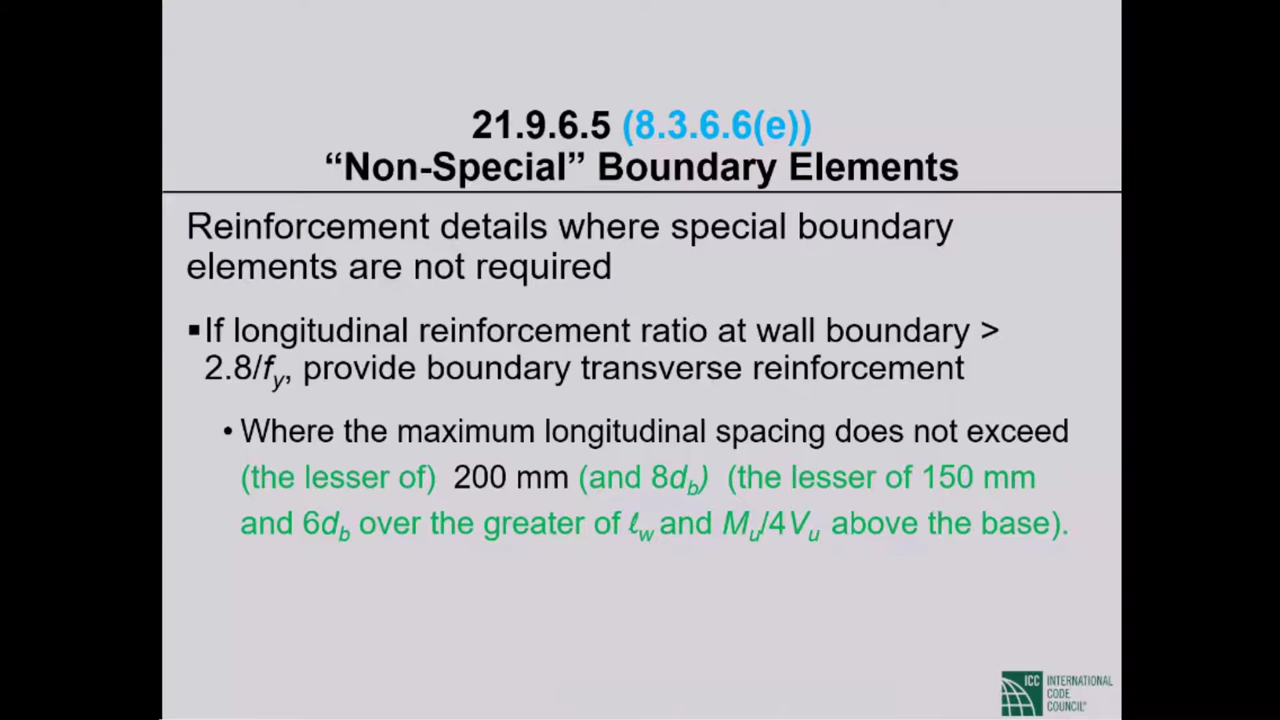 21.9.6.5 (8.3.6.6(e))
“Non-Special” Boundary Elements
Reinforcement details where special boundary
elements are not required
▪If longitudinal reinforcement ratio at wall boundary >
2.8/fy, provide boundary transverse reinforcement
• Where the maximum longitudinal spacing does not exceed
(the lesser of) 200 mm (and 8db) (the lesser of 150 mm
and 6db over the greater of ℓw and Mu/4Vu above the base).
ICC INTERNATIONAL
CODE
COUNCIL®